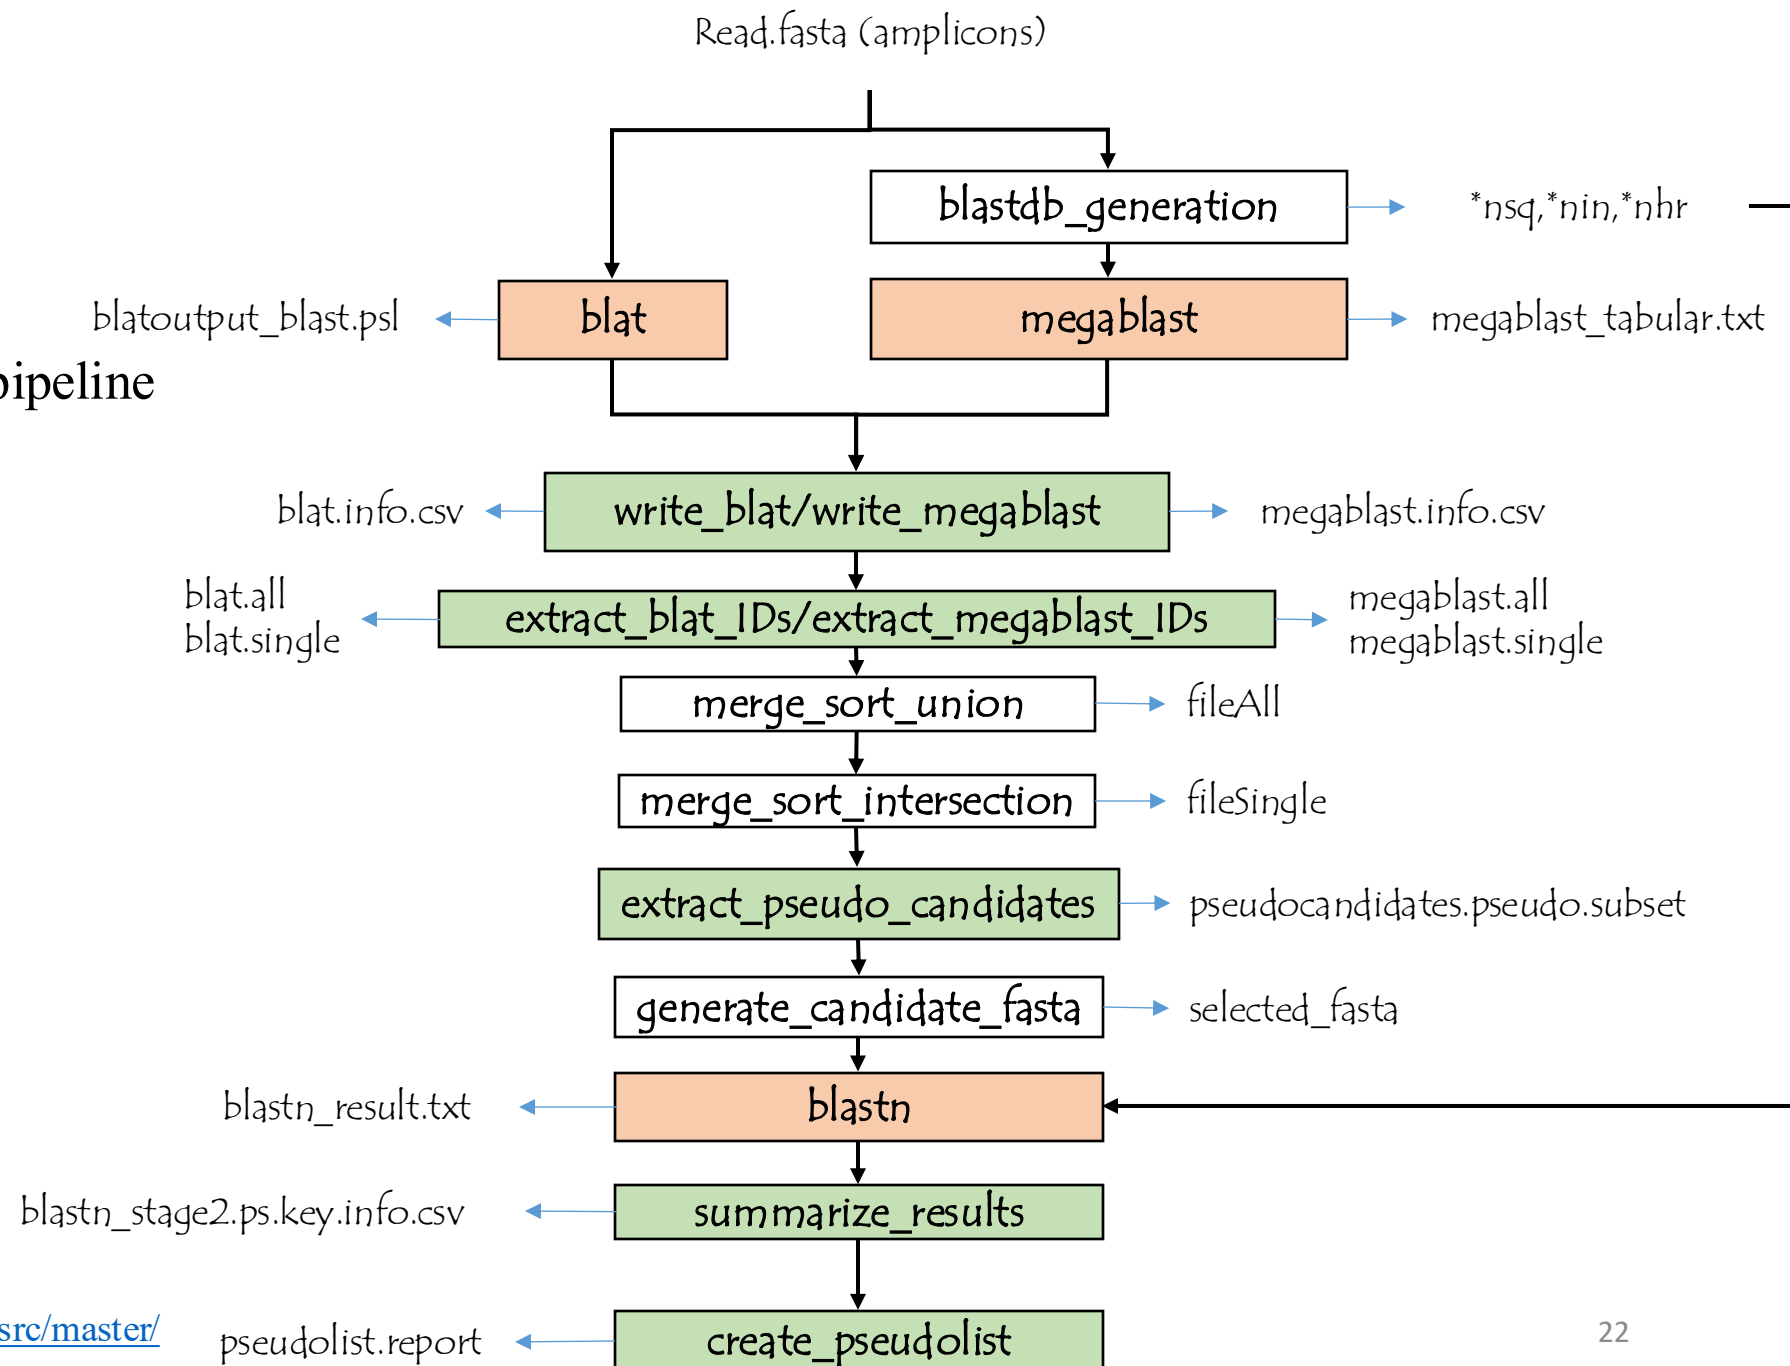 Read.fasta (amplicons)
blastdb_generation
*nsq,*nin,*nhr
blatoutput_blast.psl
blat
megablast
megablast_tabular.txt
pipeline
blat.info.csv
write_blat/write_megablast
megablast.info.csv
blat.all
blat.single
extract_blat_IDs/extract_megablast_IDs
megablast.all
megablast.single
merge_sort_union
fileAll
merge_sort_intersection
fileSingle
extract_pseudo_candidates
pseudocandidates.pseudo.subset
generate_candidate_fasta
selected_fasta
blastn_result.txt
blastn
blastn_stage2.ps.key.info.csv
summarize_results
src/master/
pseudolist.report
create_pseudolist
22